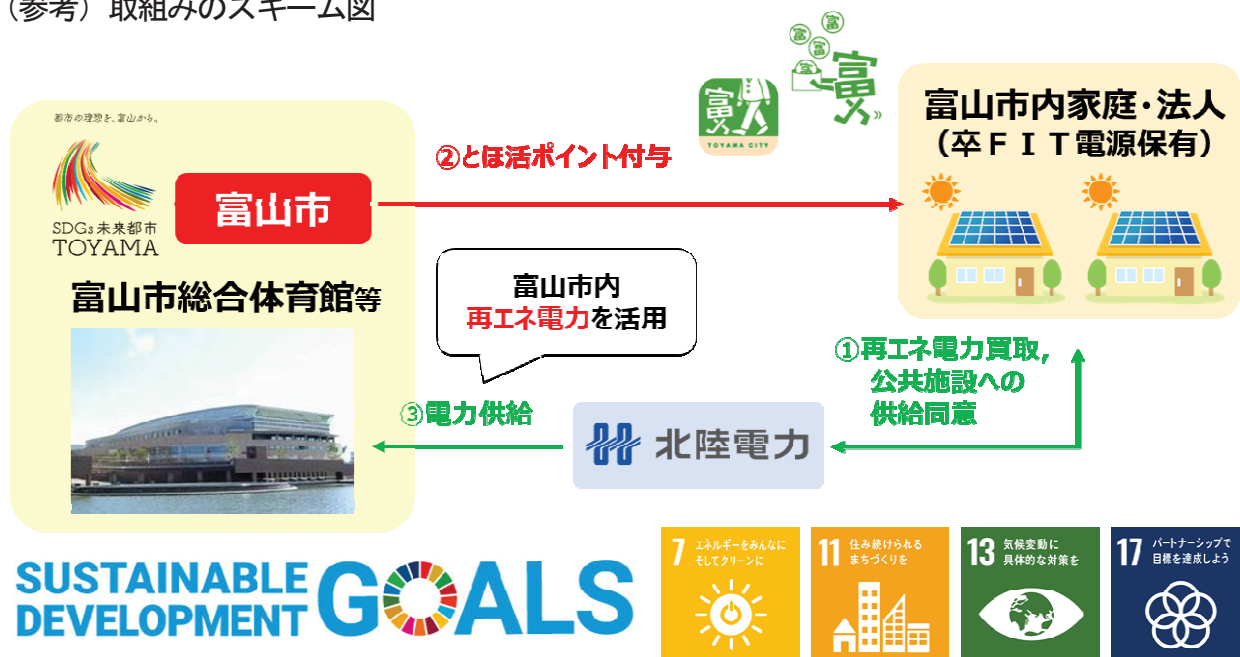 （参考）取組みのスキーム図
都市の理想を、富山から。
SDGs未来都市
TOYAMA
富山市
富山市総合体育館等
②とほ活ポイント付与
富
富
富
富
富
TOYAMA CITY
富山市内家庭・法人
（卒ＦＩＴ電源保有）
富山市内
再エネ電力を活用
①再エネ電力買取，
公共施設への
供給同意
③電力供給
北陸電力
SUSTAINABLE
DEVELOPMENT
GOALS
7 エネルギーをみんなに
そしてクリーンに
11 住み続けられる
まちづくりを
13 気候変動に
具体的な対策を
17 パートナーシップで
目標を達成しよう